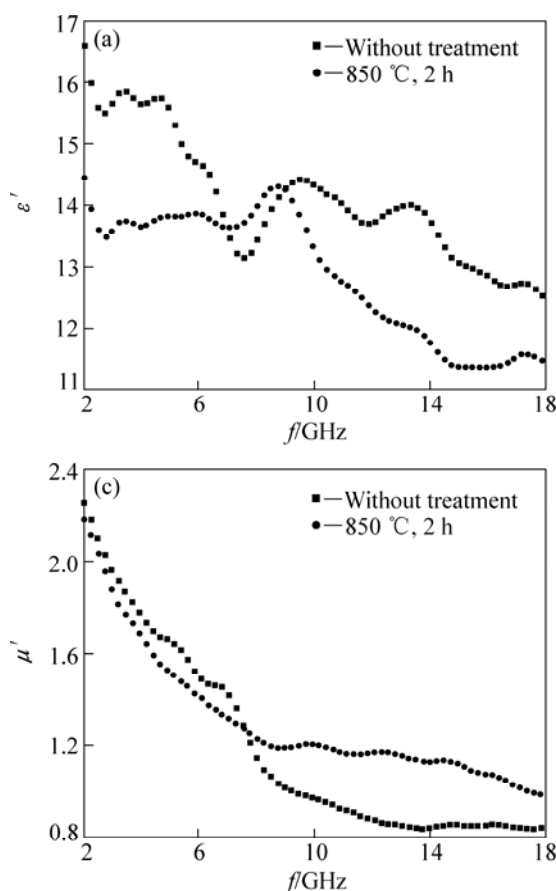 17
(a)
■—Without treatment
●—850 ℃, 2 h
16
15
ε′
14
13
12
11
2 6 10 14 18
f/GHz
2.4
(c)
■—Without treatment
●—850 ℃, 2 h
2.0
μ′
1.6
1.2
0.8
2 6 10 14 18
f/GHz